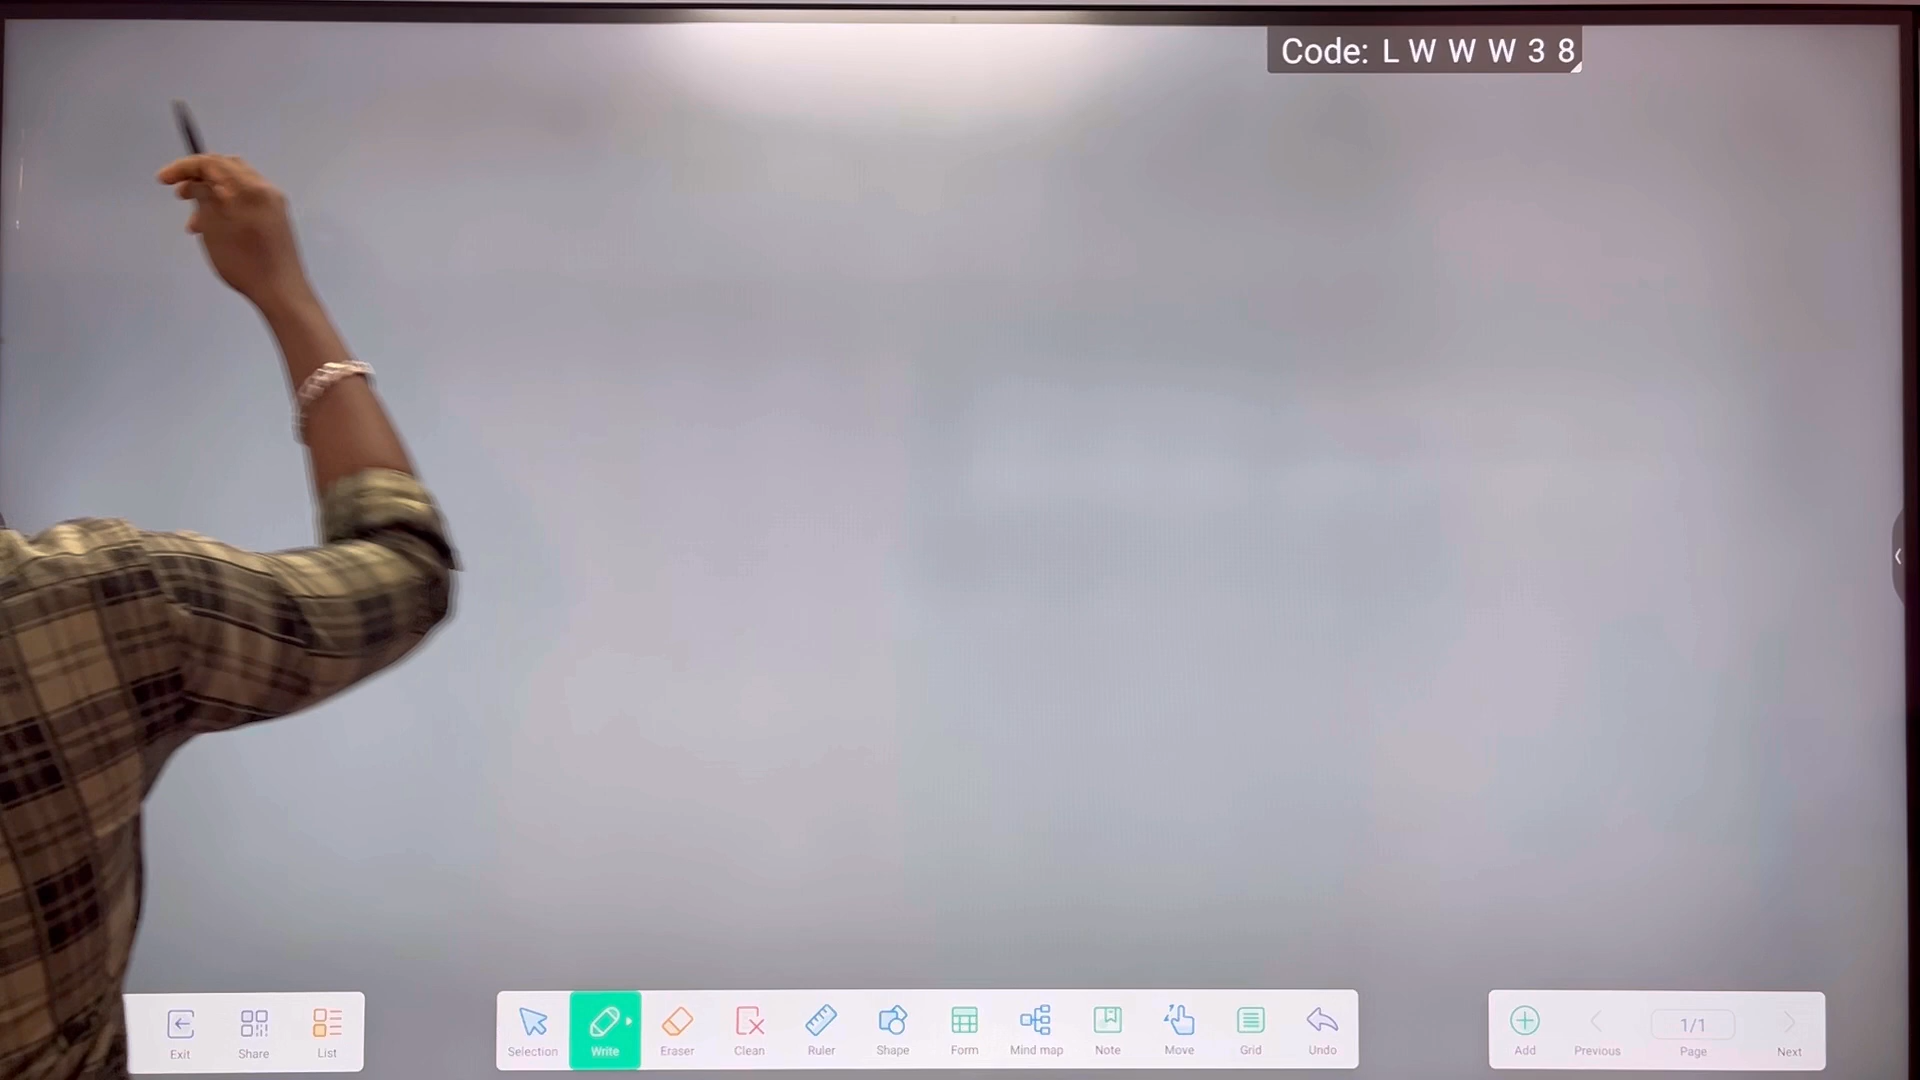 Code: L W W W 3 8
Exit
Share
List
Selection
Write
Eraser
Clean
Ruler
Shape
Form
Mind map
Note
Move
Grid
Undo
Add
Previous
1/1
Page
Next